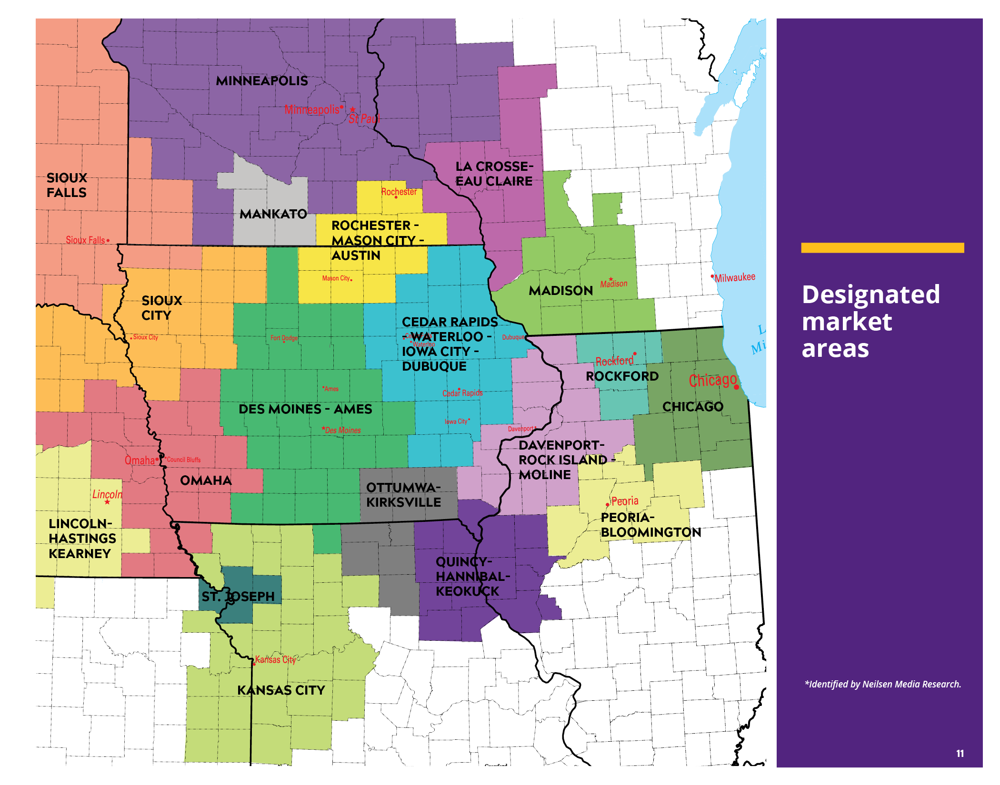 MINNEAPOLIS
Minneapolis
St Paul
SIOUX
FALLS
LA CROSSE-
EAU CLAIRE
Rochester
MANKATO
ROCHESTER -
MASON CITY -
AUSTIN
Sioux Falls
Mason City
Milwaukee
Madison
MADISON
SIOUX
CITY
Sioux City
Fort Dodge
CEDAR RAPIDS
- WATERLOO -
IOWA CITY -
DUBUQUE
Cedar Falls
Waterloo
Dubuque
L
Mi
Rockford
ROCKFORD
Chicago
CHICAGO
Ames
Cedar Rapids
DES MOINES - AMES
Iowa City
Des Moines
Davenport
DAVENPORT-
ROCK ISLAND -
MOLINE
Omaha
Council Bluffs
OMAHA
OTTUMWA-
KIRKSVILLE
Lincoln
Peoria
PEORIA-
BLOOMINGTON
LINCOLN-
HASTINGS
KEARNEY
QUINCY-
HANNIBAL-
KEOKUCK
ST. JOSEPH
Kansas City
KANSAS CITY
Crawford
Designated
market
areas
*Identified by Neilsen Media Research.
11